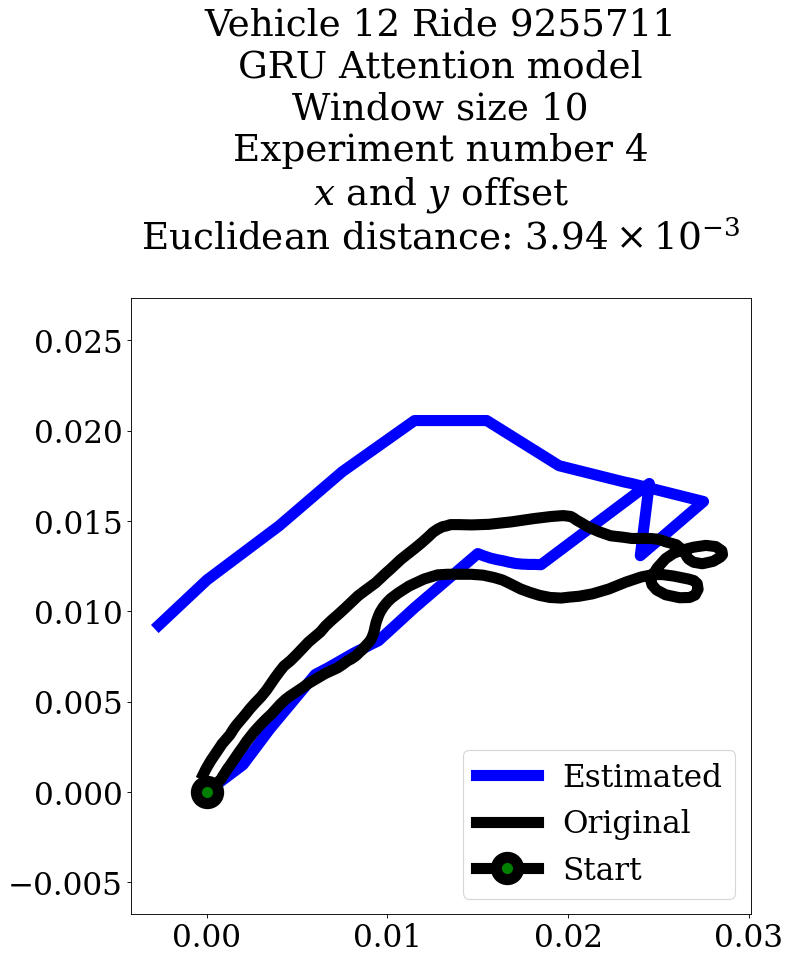 Vehicle 12 Ride 9255711
GRU Attention model
Window size 10
Experiment number 4
x and y offset
Euclidean distance: 3.94 × 10⁻³
0.025
0.020
0.015
0.010
0.005
0.000
−0.005
Estimated
Original
Start
0.00 0.01 0.02 0.03